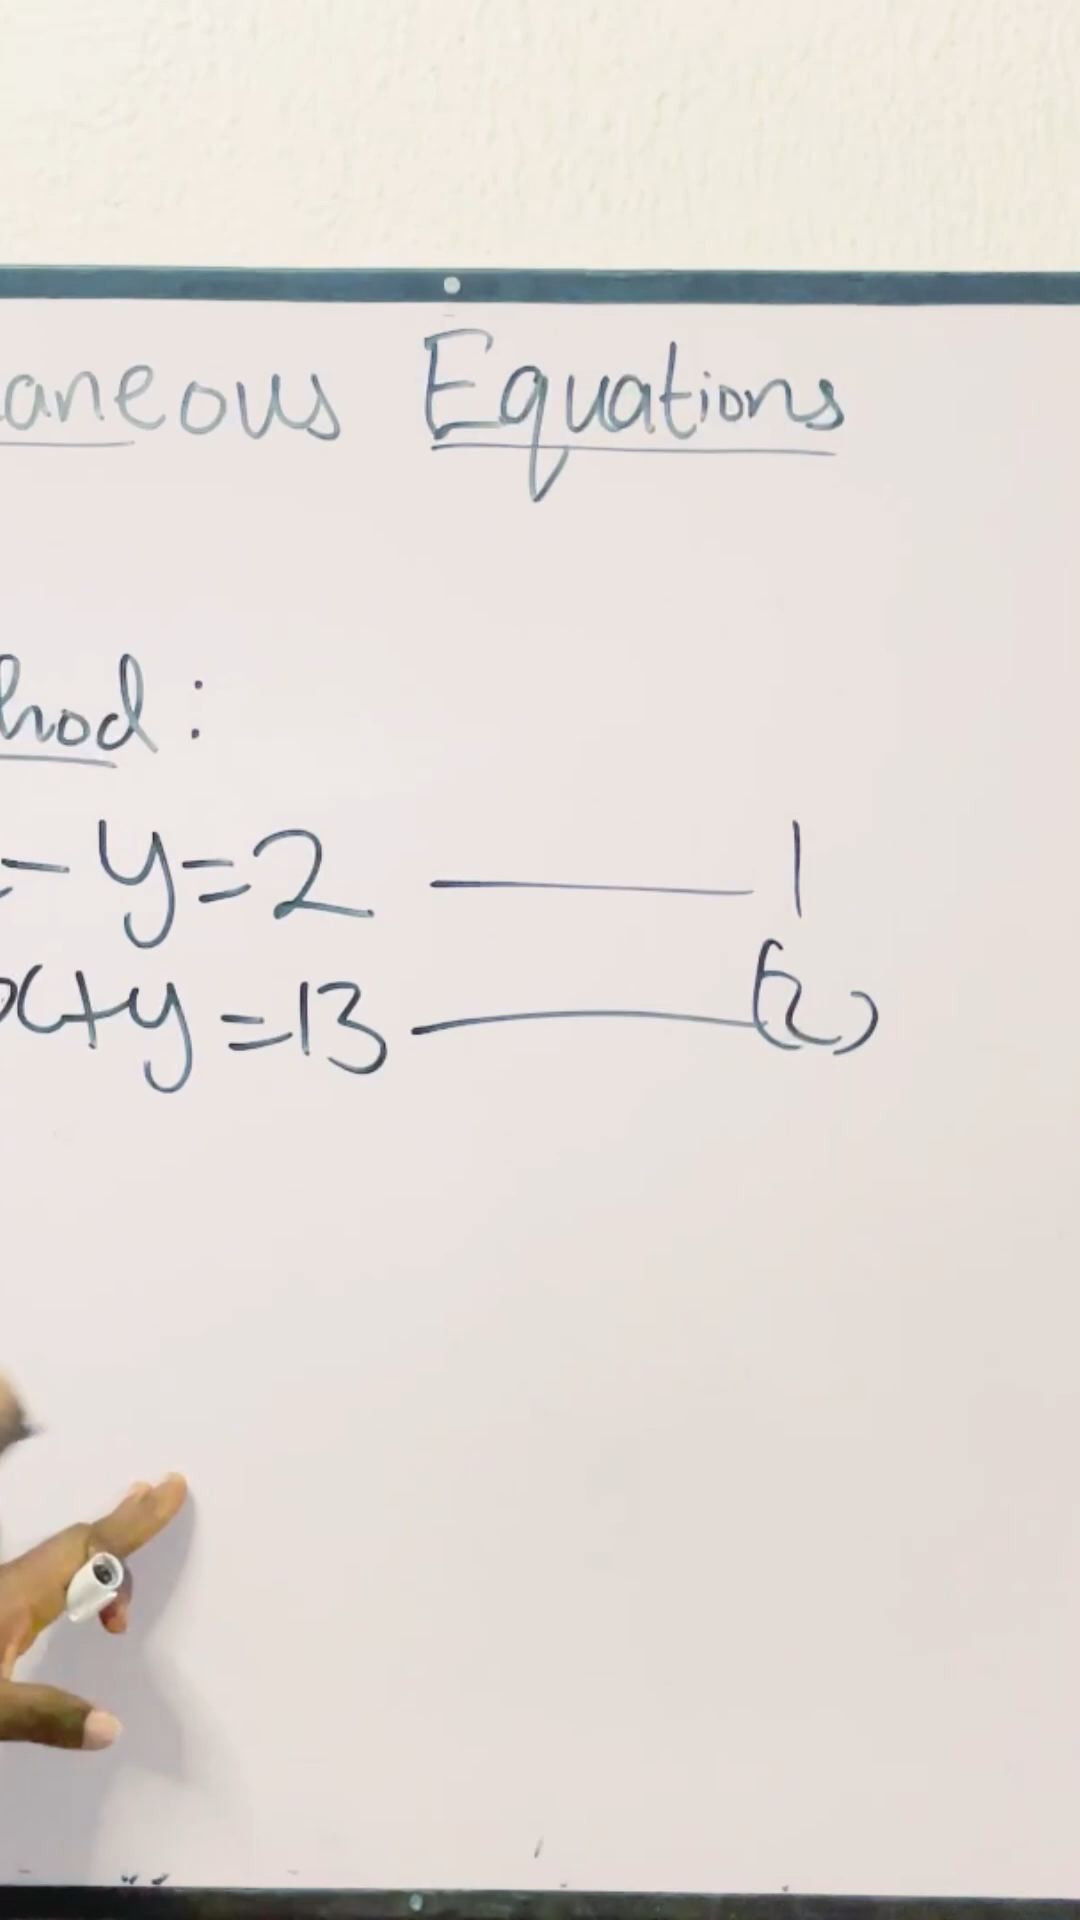 aneous Equations
hod :
- y=2 ——— 1
x+y=13 ——— (2)